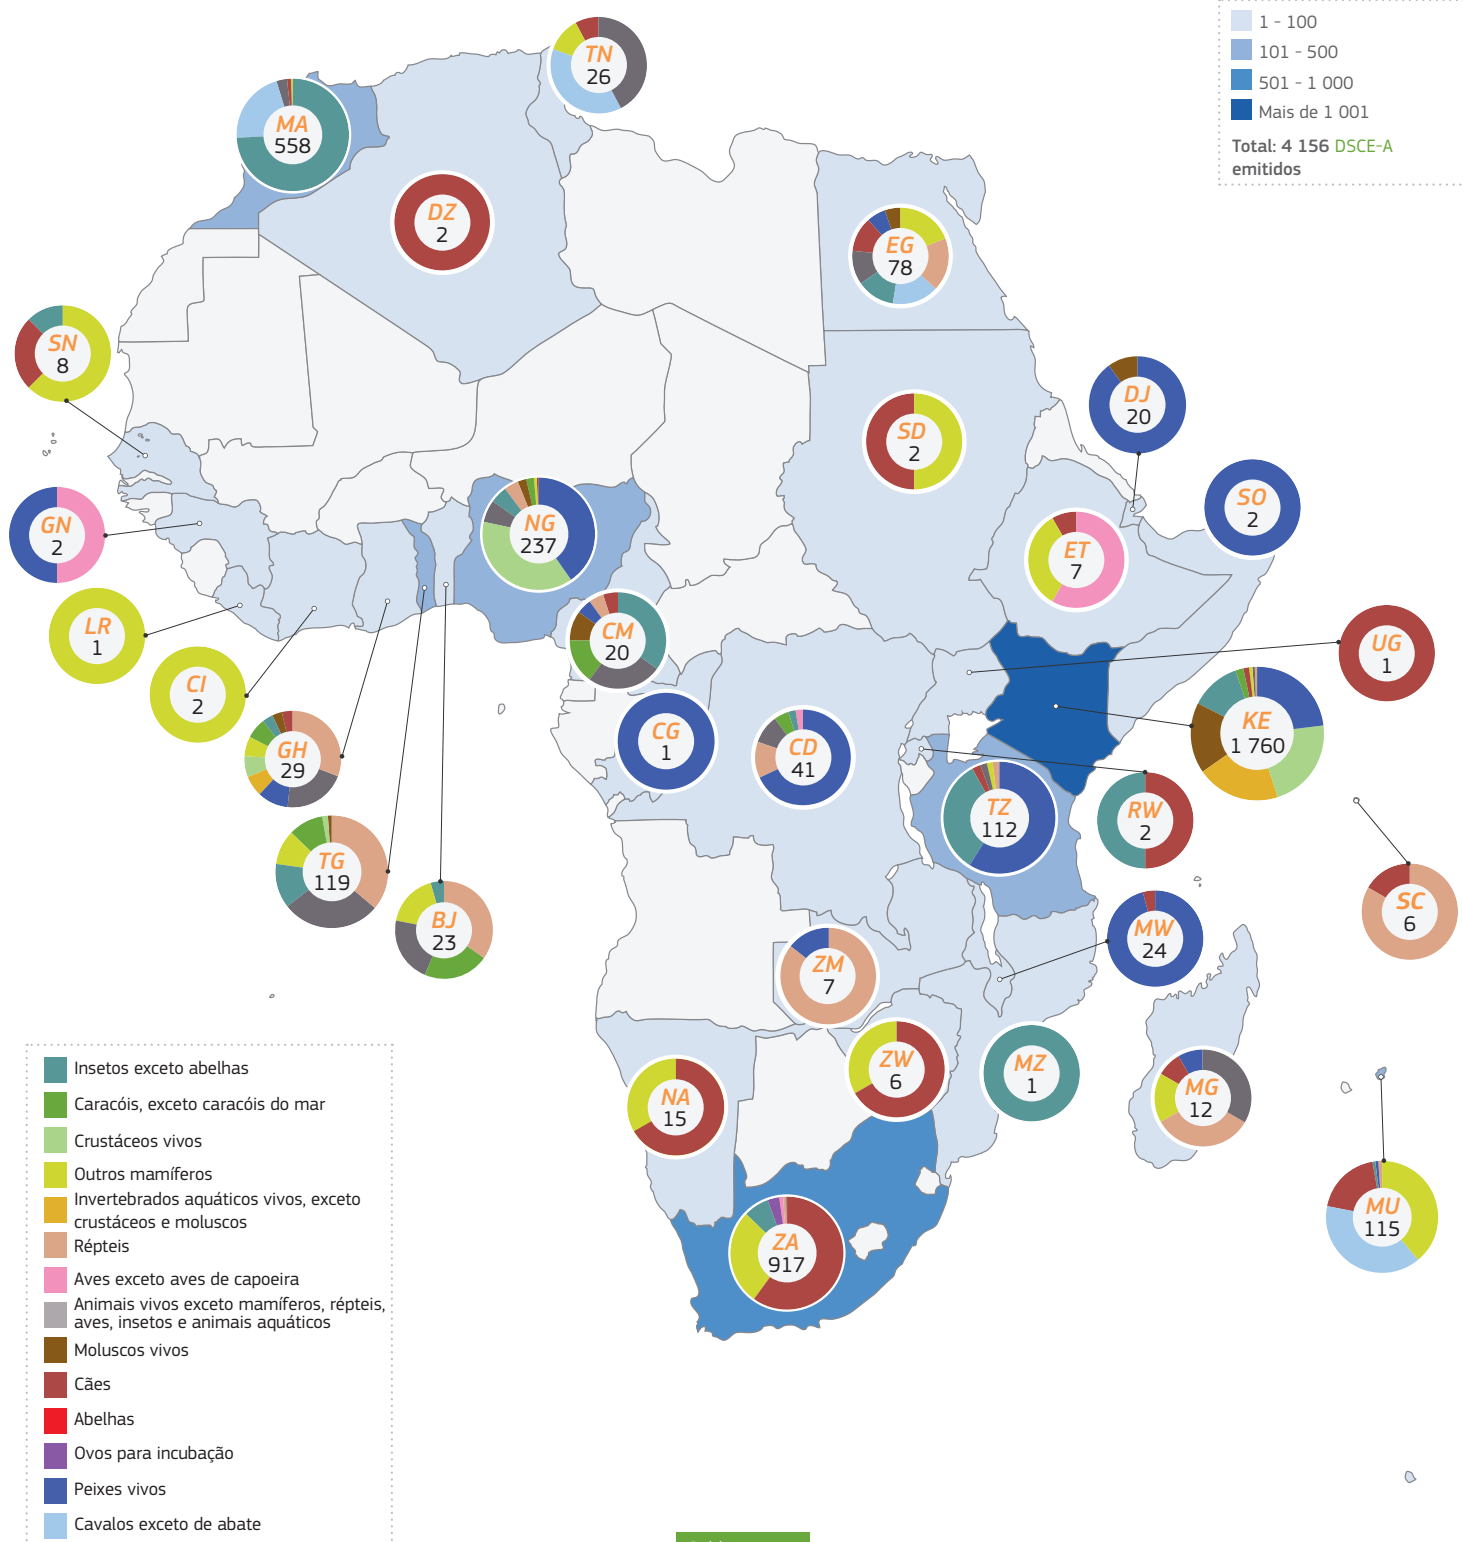 1 - 100
101 - 500
501 - 1 000
Mais de 1 001
Total: 4 156 DSCE-A
emitidos
TN
26
MA
558
DZ
2
EG
78
SN
8
DJ
20
SD
2
SO
2
GN
2
NG
237
ET
7
LR
1
CM
20
UG
1
CI
2
CG
1
CD
41
KE
1 760
GH
29
TZ
112
RW
2
TG
119
BJ
23
SC
6
MW
24
ZM
7
ZW
6
MZ
1
NA
15
MG
12
ZA
917
MU
115
Insetos exceto abelhas
Caracóis, exceto caracóis do mar
Crustáceos vivos
Outros mamíferos
Invertebrados aquáticos vivos, exceto
crustáceos e moluscos
Répteis
Aves exceto aves de capoeira
Animais vivos exceto mamíferos, répteis,
aves, insetos e animais aquáticos
Moluscos vivos
Cães
Abelhas
Ovos para incubação
Peixes vivos
Cavalos exceto de abate